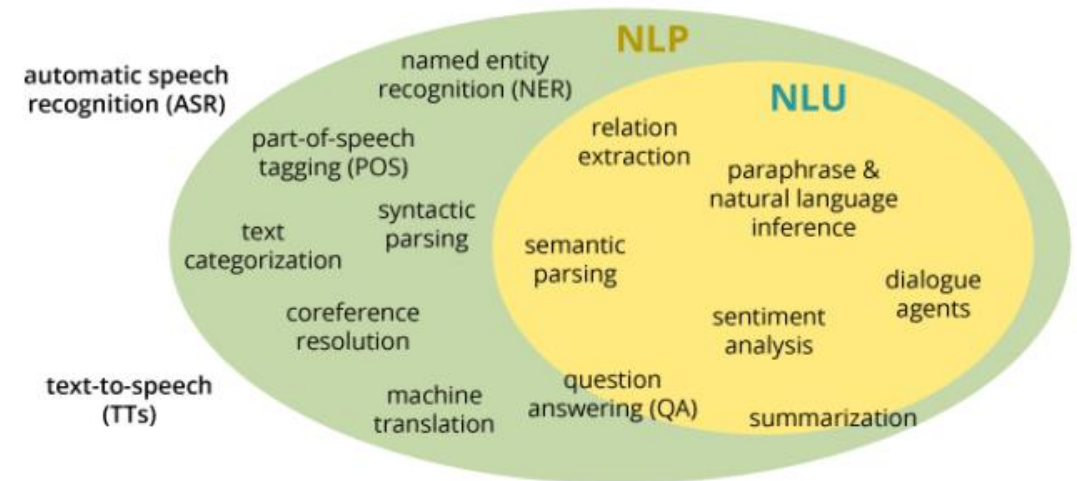 NLP
named entity
recognition (NER)
automatic speech
recognition (ASR)
NLU
relation
extraction
part-of-speech
tagging (POS)
paraphrase &
natural language
inference
syntactic
parsing
text
categorization
semantic
parsing
dialogue
agents
coreference
resolution
sentiment
analysis
text-to-speech
(TTs)
machine
translation
question
answering (QA)
summarization